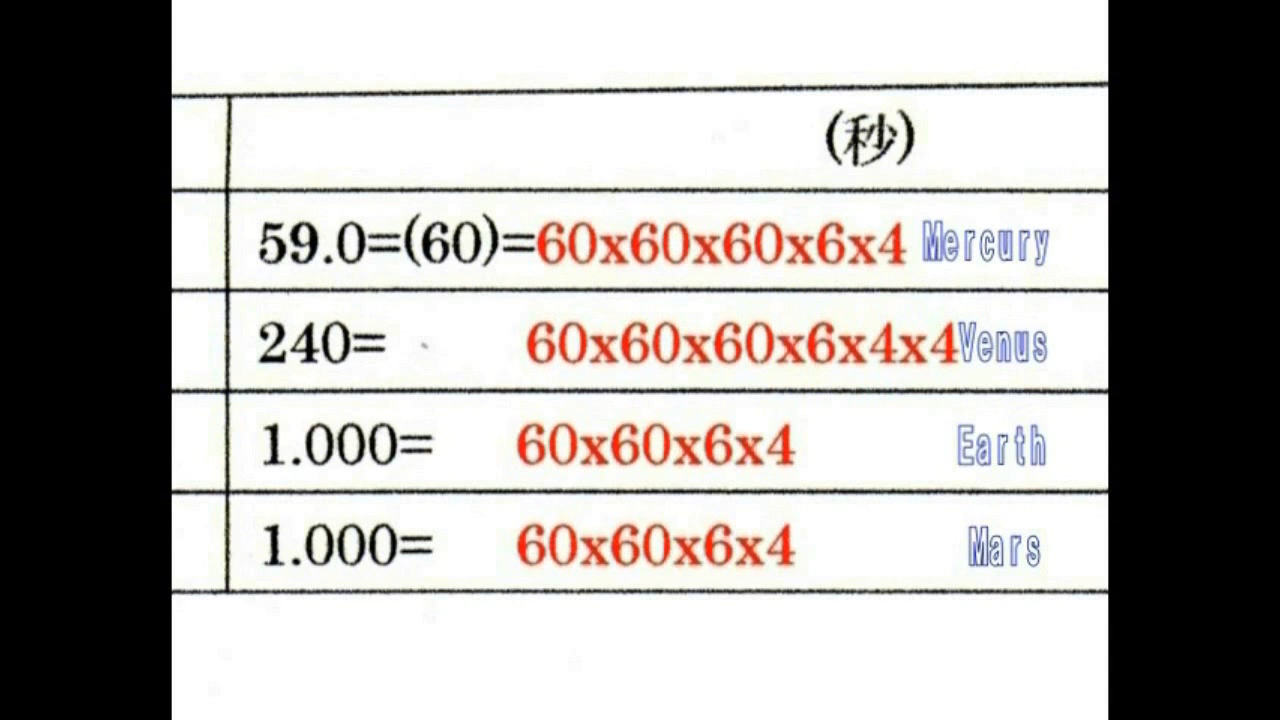 (秒)
59.0=(60)=60x60x60x6x4 Mercury
240= 60x60x60x6x4x4 Venus
1.000= 60x60x6x4 Earth
1.000= 60x60x6x4 Mars